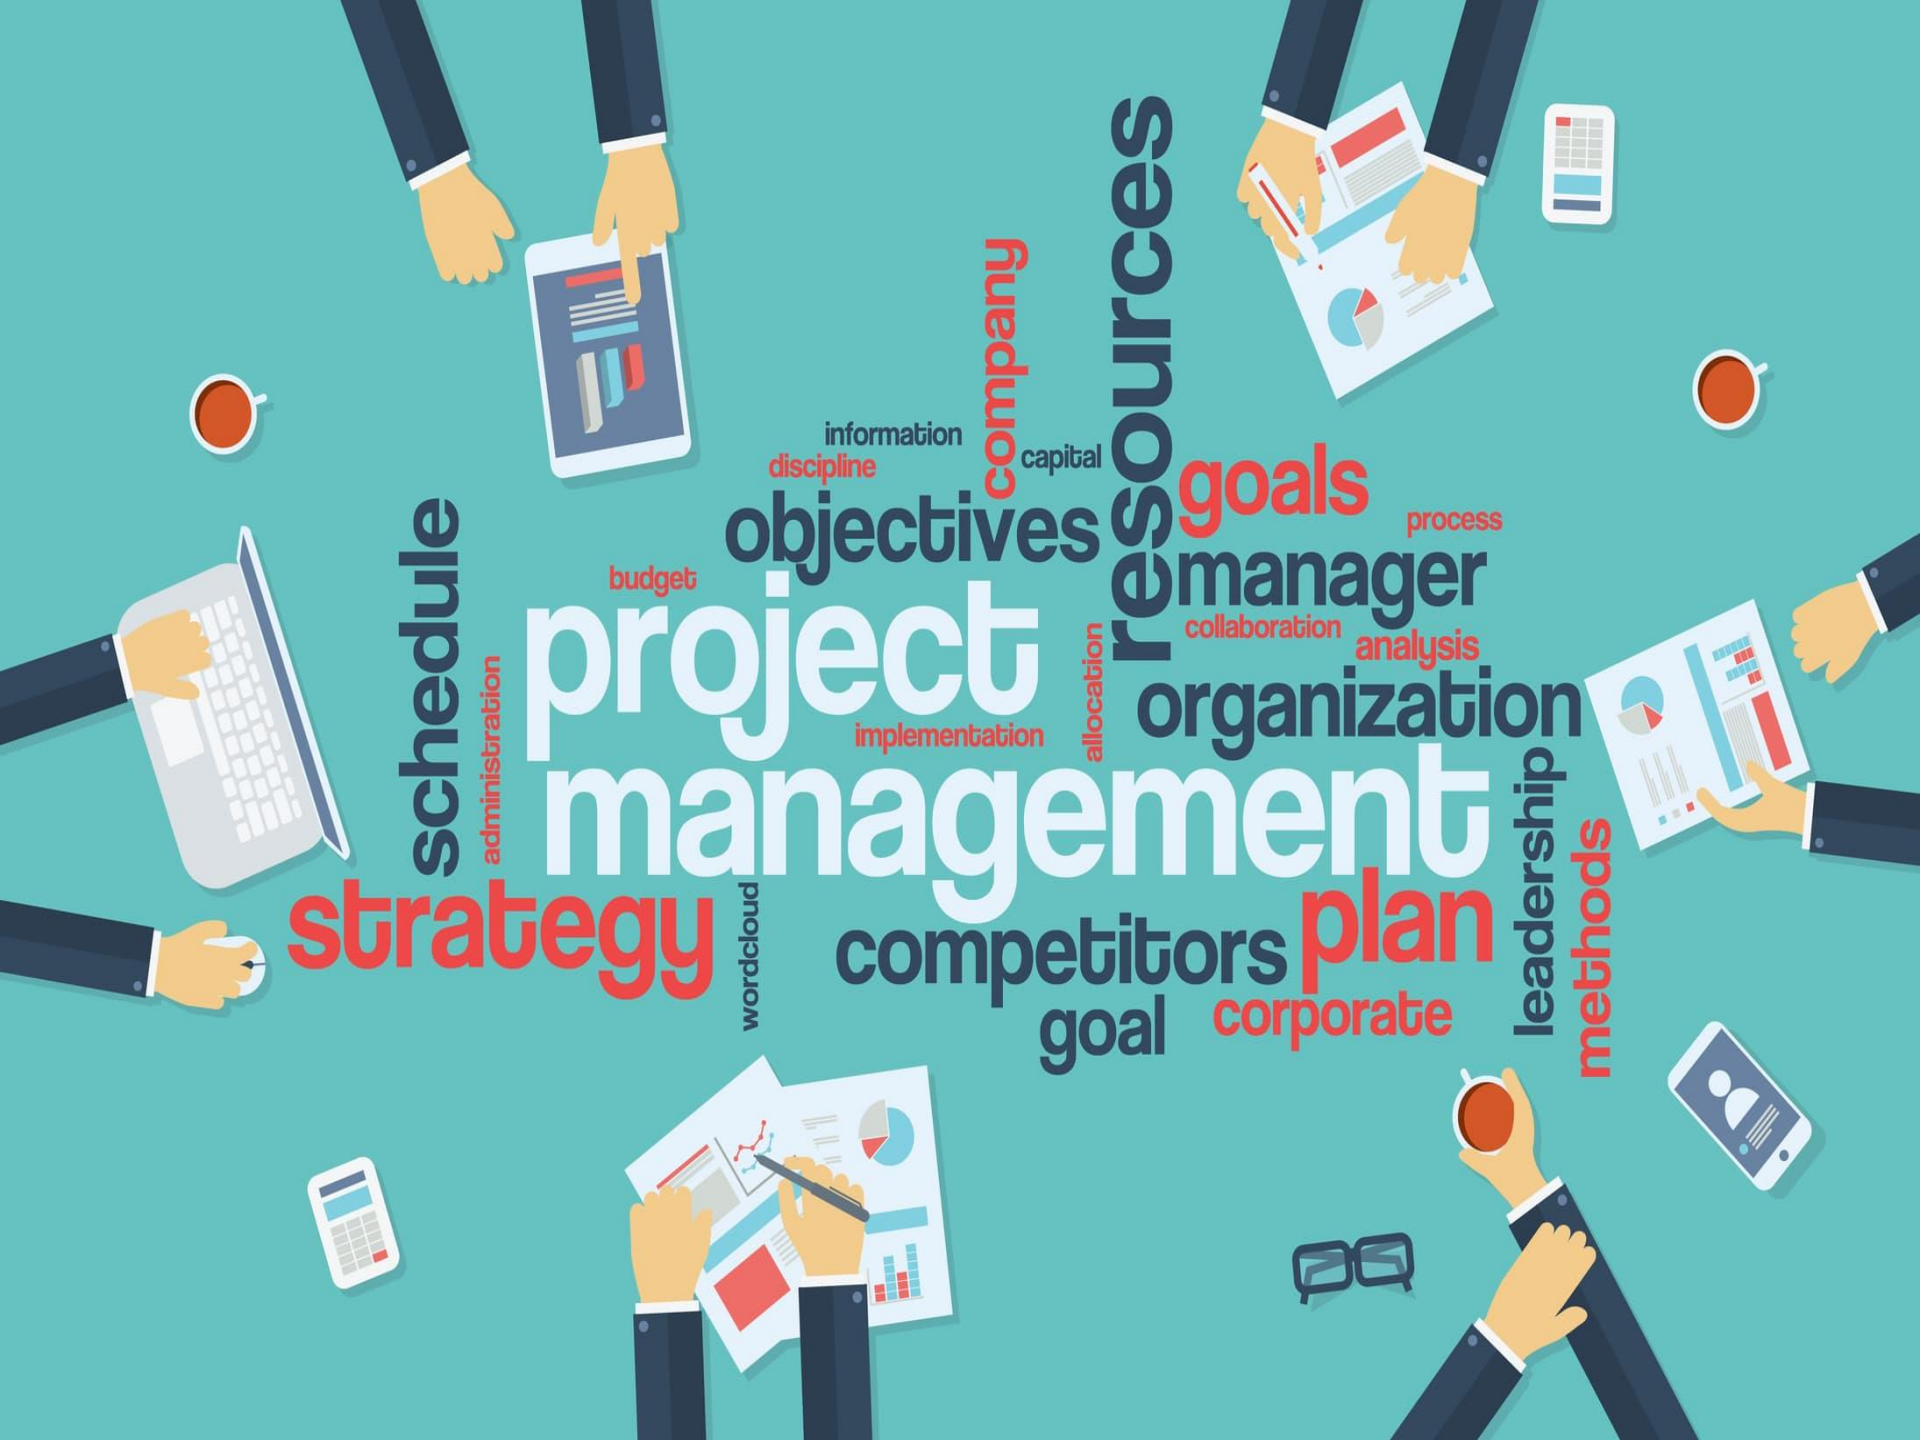 resources
company
information
capital
discipline
goals
objectives
process
schedule
manager
budget
project
collaboration
allocation
analysis
administration
organization
implementation
management
leadership
methods
strategy
wordcloud
plan
competitors
corporate
goal